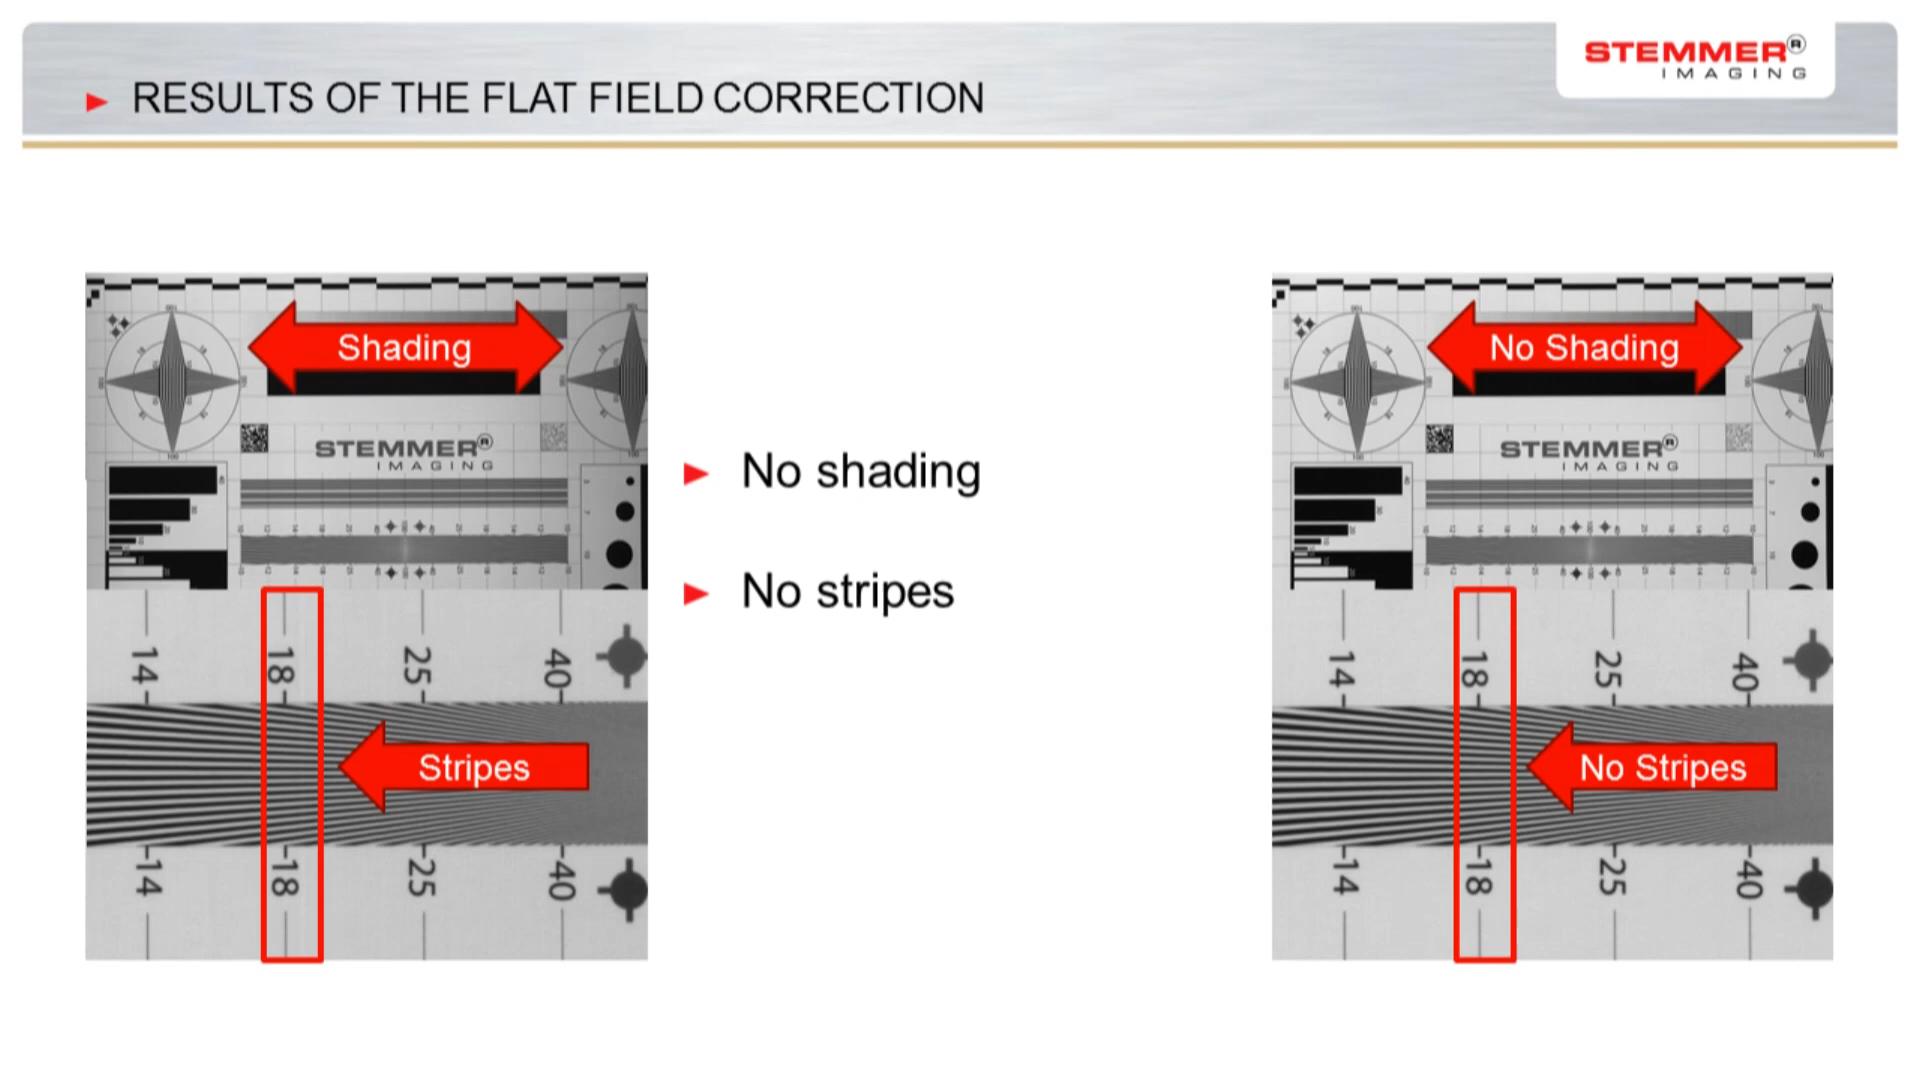 RESULTS OF THE FLAT FIELD CORRECTION
STEMMER®
IMAGING
Shading
STEMMER®
IMAGING
14 18 25 40
Stripes
14 18 25 40
No shading
No stripes
No Shading
STEMMER®
IMAGING
14 18 25 40
No Stripes
14 18 25 40